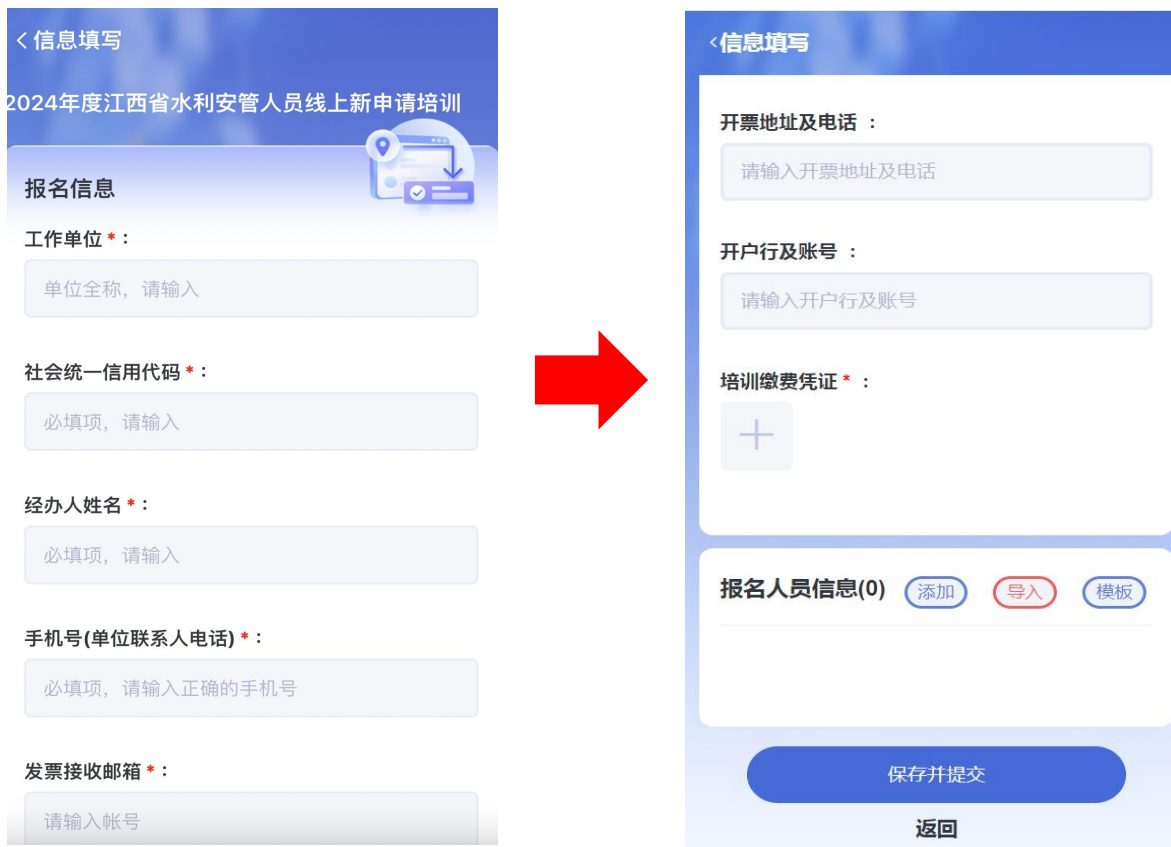 <信息填写
2024年度江西省水利安管人员线上新申请培训
报名信息
工作单位*：
单位全称，请输入
社会统一信用代码*：
必填项，请输入
经办人姓名*：
必填项，请输入
手机号(单位联系人电话)*：
必填项，请输入正确的手机号
发票接收邮箱*：
请输入帐号
<信息填写
开票地址及电话 ：
请输入开票地址及电话
开户行及账号 ：
请输入开户行及账号
培训缴费凭证* ：
报名人员信息(0) 添加 导入 模板
保存并提交
返回